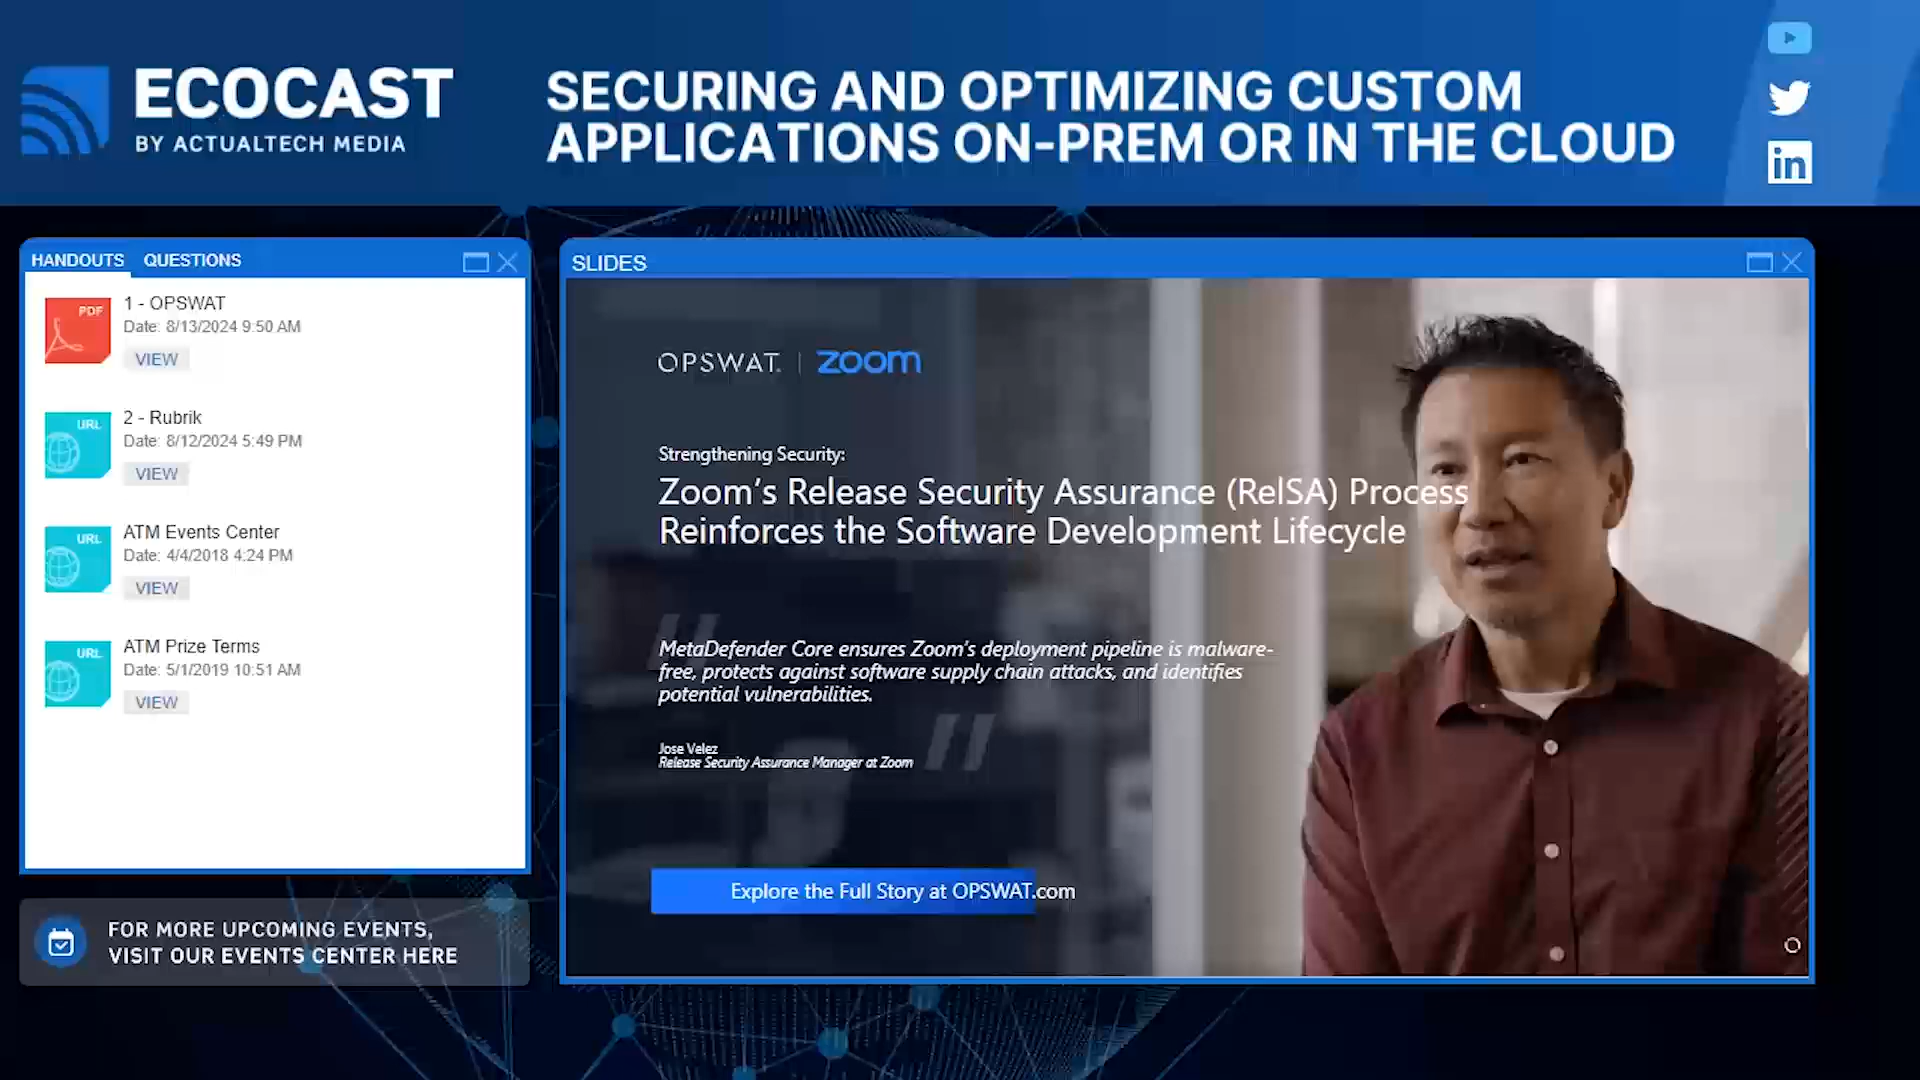 ECOCAST
BY ACTUALTECH MEDIA
SECURING AND OPTIMIZING CUSTOM
APPLICATIONS ON-PREM OR IN THE CLOUD
in
HANDOUTS QUESTIONS
PDF
1 - OPSWAT
Date: 8/13/2024 9:50 AM
VIEW
URL
2 - Rubrik
Date: 8/12/2024 5:49 PM
VIEW
URL
ATM Events Center
Date: 4/4/2018 4:24 PM
VIEW
URL
ATM Prize Terms
Date: 5/1/2019 10:51 AM
VIEW
FOR MORE UPCOMING EVENTS,
VISIT OUR EVENTS CENTER HERE
SLIDES
OPSWAT. | zoom
Strengthening Security:
Zoom's Release Security Assurance (RelSA) Process
Reinforces the Software Development Lifecycle
"
MetaDefender Core ensures Zoom's deployment pipeline is malware-
free, protects against software supply chain attacks, and identifies
potential vulnerabilities.
"
Jose Velez
Release Security Assurance Manager at Zoom
Explore the Full Story at OPSWAT.com